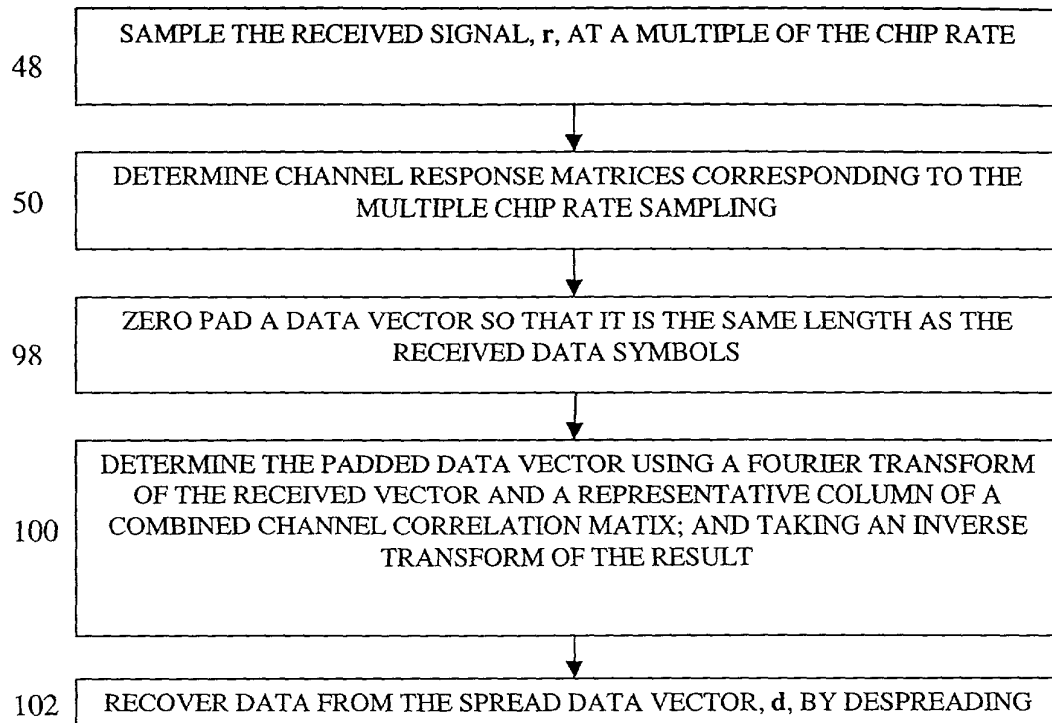 SAMPLE THE RECEIVED SIGNAL, r, AT A MULTIPLE OF THE CHIP RATE
48
DETERMINE CHANNEL RESPONSE MATRICES CORRESPONDING TO THE
MULTIPLE CHIP RATE SAMPLING
50
ZERO PAD A DATA VECTOR SO THAT IT IS THE SAME LENGTH AS THE
RECEIVED DATA SYMBOLS
98
DETERMINE THE PADDED DATA VECTOR USING A FOURIER TRANSFORM
OF THE RECEIVED VECTOR AND A REPRESENTATIVE COLUMN OF A
COMBINED CHANNEL CORRELATION MATIX; AND TAKING AN INVERSE
TRANSFORM OF THE RESULT
100
102
RECOVER DATA FROM THE SPREAD DATA VECTOR, d, BY DESPREADING